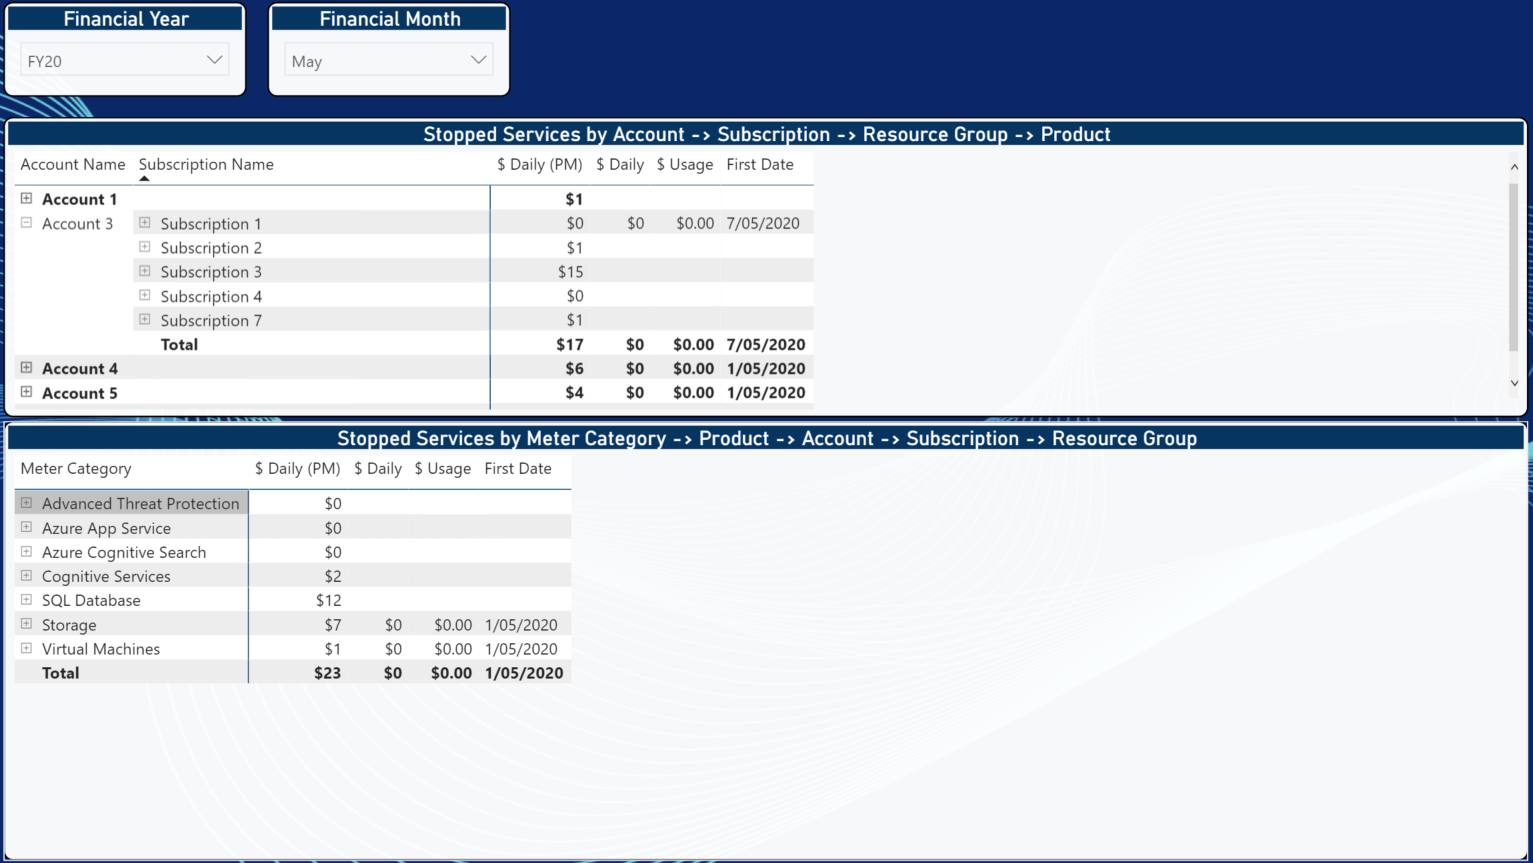 Financial Year
Financial Month
FY20
May
Stopped Services by Account -> Subscription -> Resource Group -> Product
Account Name Subscription Name $ Daily (PM) $ Daily $ Usage First Date
Account 1 $1
Account 3 Subscription 1 $0 $0 $0.00 7/05/2020
Subscription 2 $1
Subscription 3 $15
Subscription 4 $0
Subscription 7 $1
Total $17 $0 $0.00 7/05/2020
Account 4 $6 $0 $0.00 1/05/2020
Account 5 $4 $0 $0.00 1/05/2020
Stopped Services by Meter Category -> Product -> Account -> Subscription -> Resource Group
Meter Category $ Daily (PM) $ Daily $ Usage First Date
Advanced Threat Protection $0
Azure App Service $0
Azure Cognitive Search $0
Cognitive Services $2
SQL Database $12
Storage $7 $0 $0.00 1/05/2020
Virtual Machines $1 $0 $0.00 1/05/2020
Total $23 $0 $0.00 1/05/2020